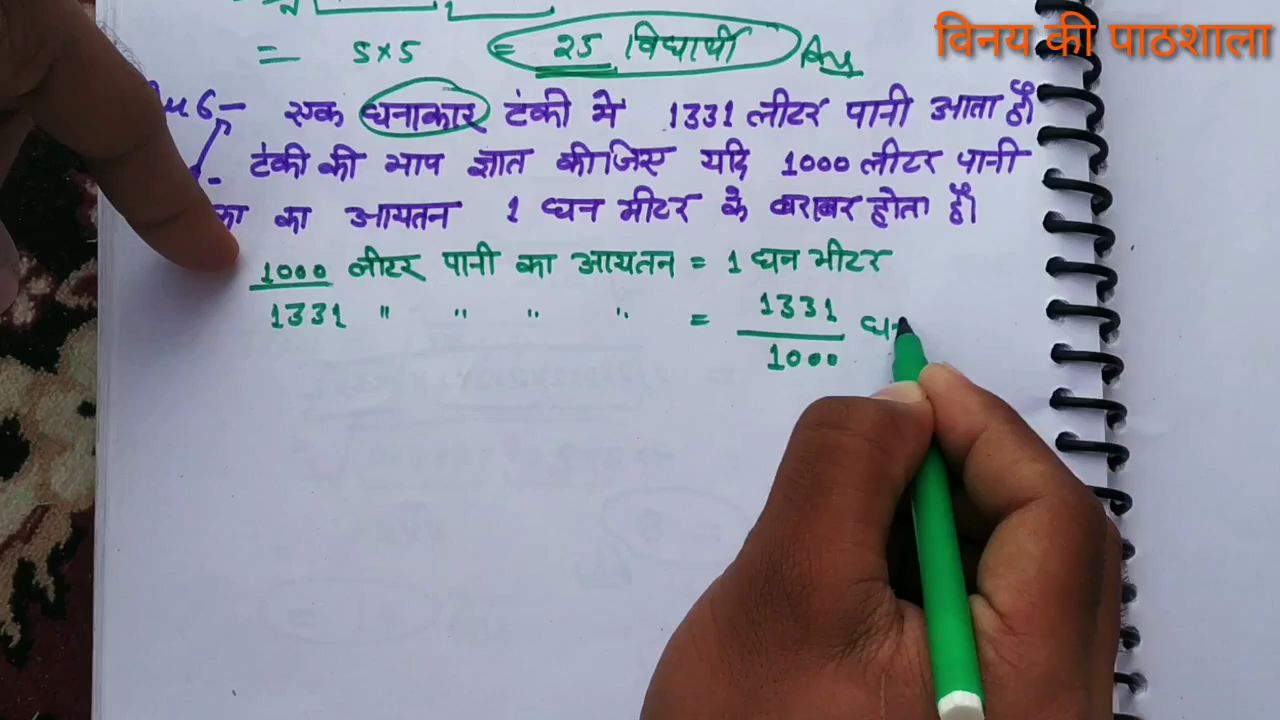 विनय की पाठशाला
= 5×5 = 25 विद्यार्थी Ans
6- एक घनाकार टंकी मे 1331 लीटर पानी आता है।
टंकी की माप ज्ञात कीजिए यदि 1000 लीटर पानी
का का आयतन 1 घन मीटर के बराबर होता है।
1000 लीटर पानी का आयतन = 1 घन मीटर
1331 " " " " = 1331/1000 घन